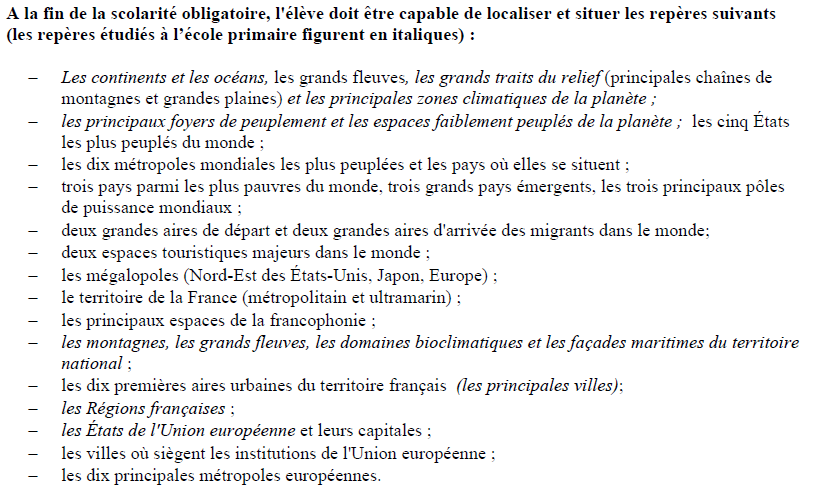 A la fin de la scolarité obligatoire, l'élève doit être capable de localiser et situer les repères suivants
(les repères étudiés à l'école primaire figurent en italiques) :
– Les continents et les océans, les grands fleuves, les grands traits du relief (principales chaînes de
montagnes et grandes plaines) et les principales zones climatiques de la planète ;
– les principaux foyers de peuplement et les espaces faiblement peuplés de la planète ; les cinq États
les plus peuplés du monde ;
– les dix métropoles mondiales les plus peuplées et les pays où elles se situent ;
– trois pays parmi les plus pauvres du monde, trois grands pays émergents, les trois principaux pôles
de puissance mondiaux ;
– deux grandes aires de départ et deux grandes aires d'arrivée des migrants dans le monde;
– deux espaces touristiques majeurs dans le monde ;
– les mégalopoles (Nord-Est des États-Unis, Japon, Europe) ;
– le territoire de la France (métropolitain et ultramarin) ;
– les principaux espaces de la francophonie ;
– les montagnes, les grands fleuves, les domaines bioclimatiques et les façades maritimes du territoire
national ;
– les dix premières aires urbaines du territoire français (les principales villes);
– les Régions françaises ;
– les États de l'Union européenne et leurs capitales ;
– les villes où siègent les institutions de l'Union européenne ;
– les dix principales métropoles européennes.